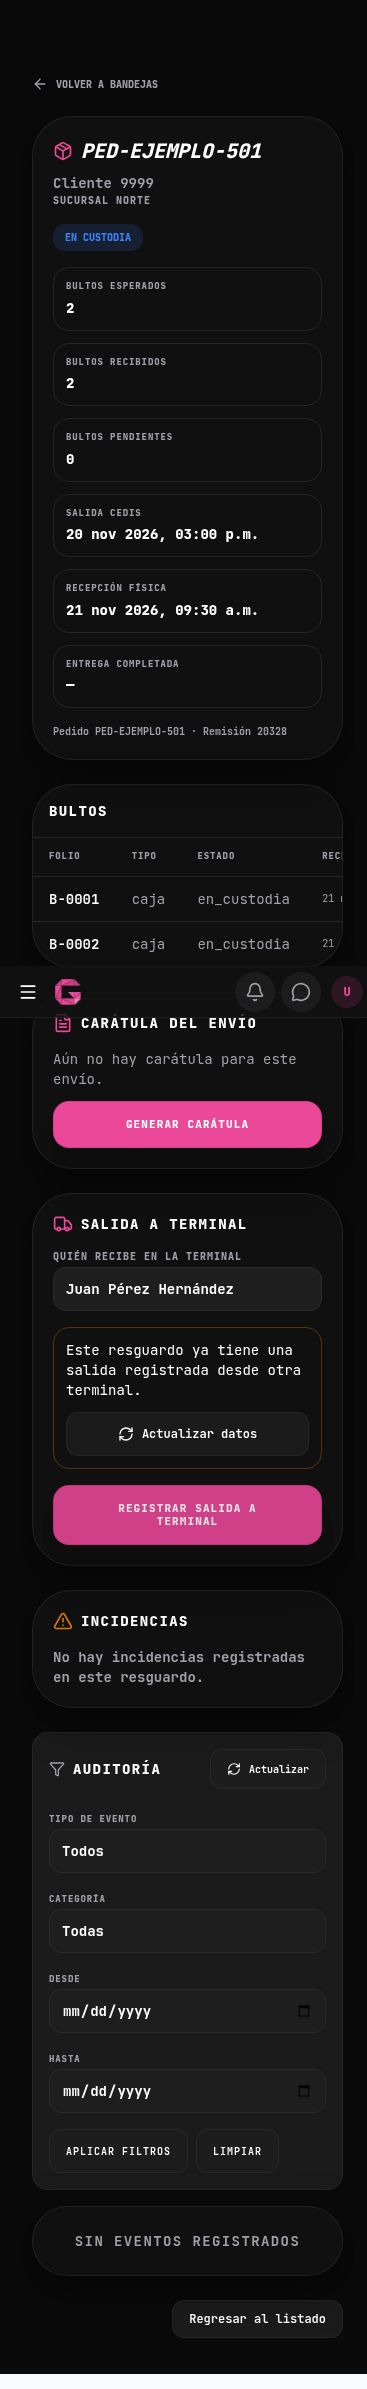 VOLVER A BANDEJAS
PED-EJEMPLO-501
Cliente 9999
SUCURSAL NORTE
EN CUSTODIA
BULTOS ESPERADOS
2
BULTOS RECIBIDOS
2
BULTOS PENDIENTES
0
SALIDA CEDIS
20 nov 2026, 03:00 p.m.
RECEPCIÓN FÍSICA
21 nov 2026, 09:30 a.m.
ENTREGA COMPLETADA
—
Pedido PED-EJEMPLO-501 · Remisión 20328
BULTOS
FOLIO TIPO ESTADO
B-0001 caja en_custodia 21
B-0002 caja en_custodia 21
U
CARÁTULA DEL ENVÍO
Aún no hay carátula para este
envío.
GENERAR CARÁTULA
SALIDA A TERMINAL
QUIÉN RECIBE EN LA TERMINAL
Juan Pérez Hernández
Este resguardo ya tiene una
salida registrada desde otra
terminal.
Actualizar datos
REGISTRAR SALIDA A
TERMINAL
INCIDENCIAS
No hay incidencias registradas
en este resguardo.
AUDITORÍA
Actualizar
TIPO DE EVENTO
Todos
CATEGORÍA
Todas
DESDE
mm/dd/yyyy
HASTA
mm/dd/yyyy
APLICAR FILTROS LIMPIAR
SIN EVENTOS REGISTRADOS
Regresar al listado